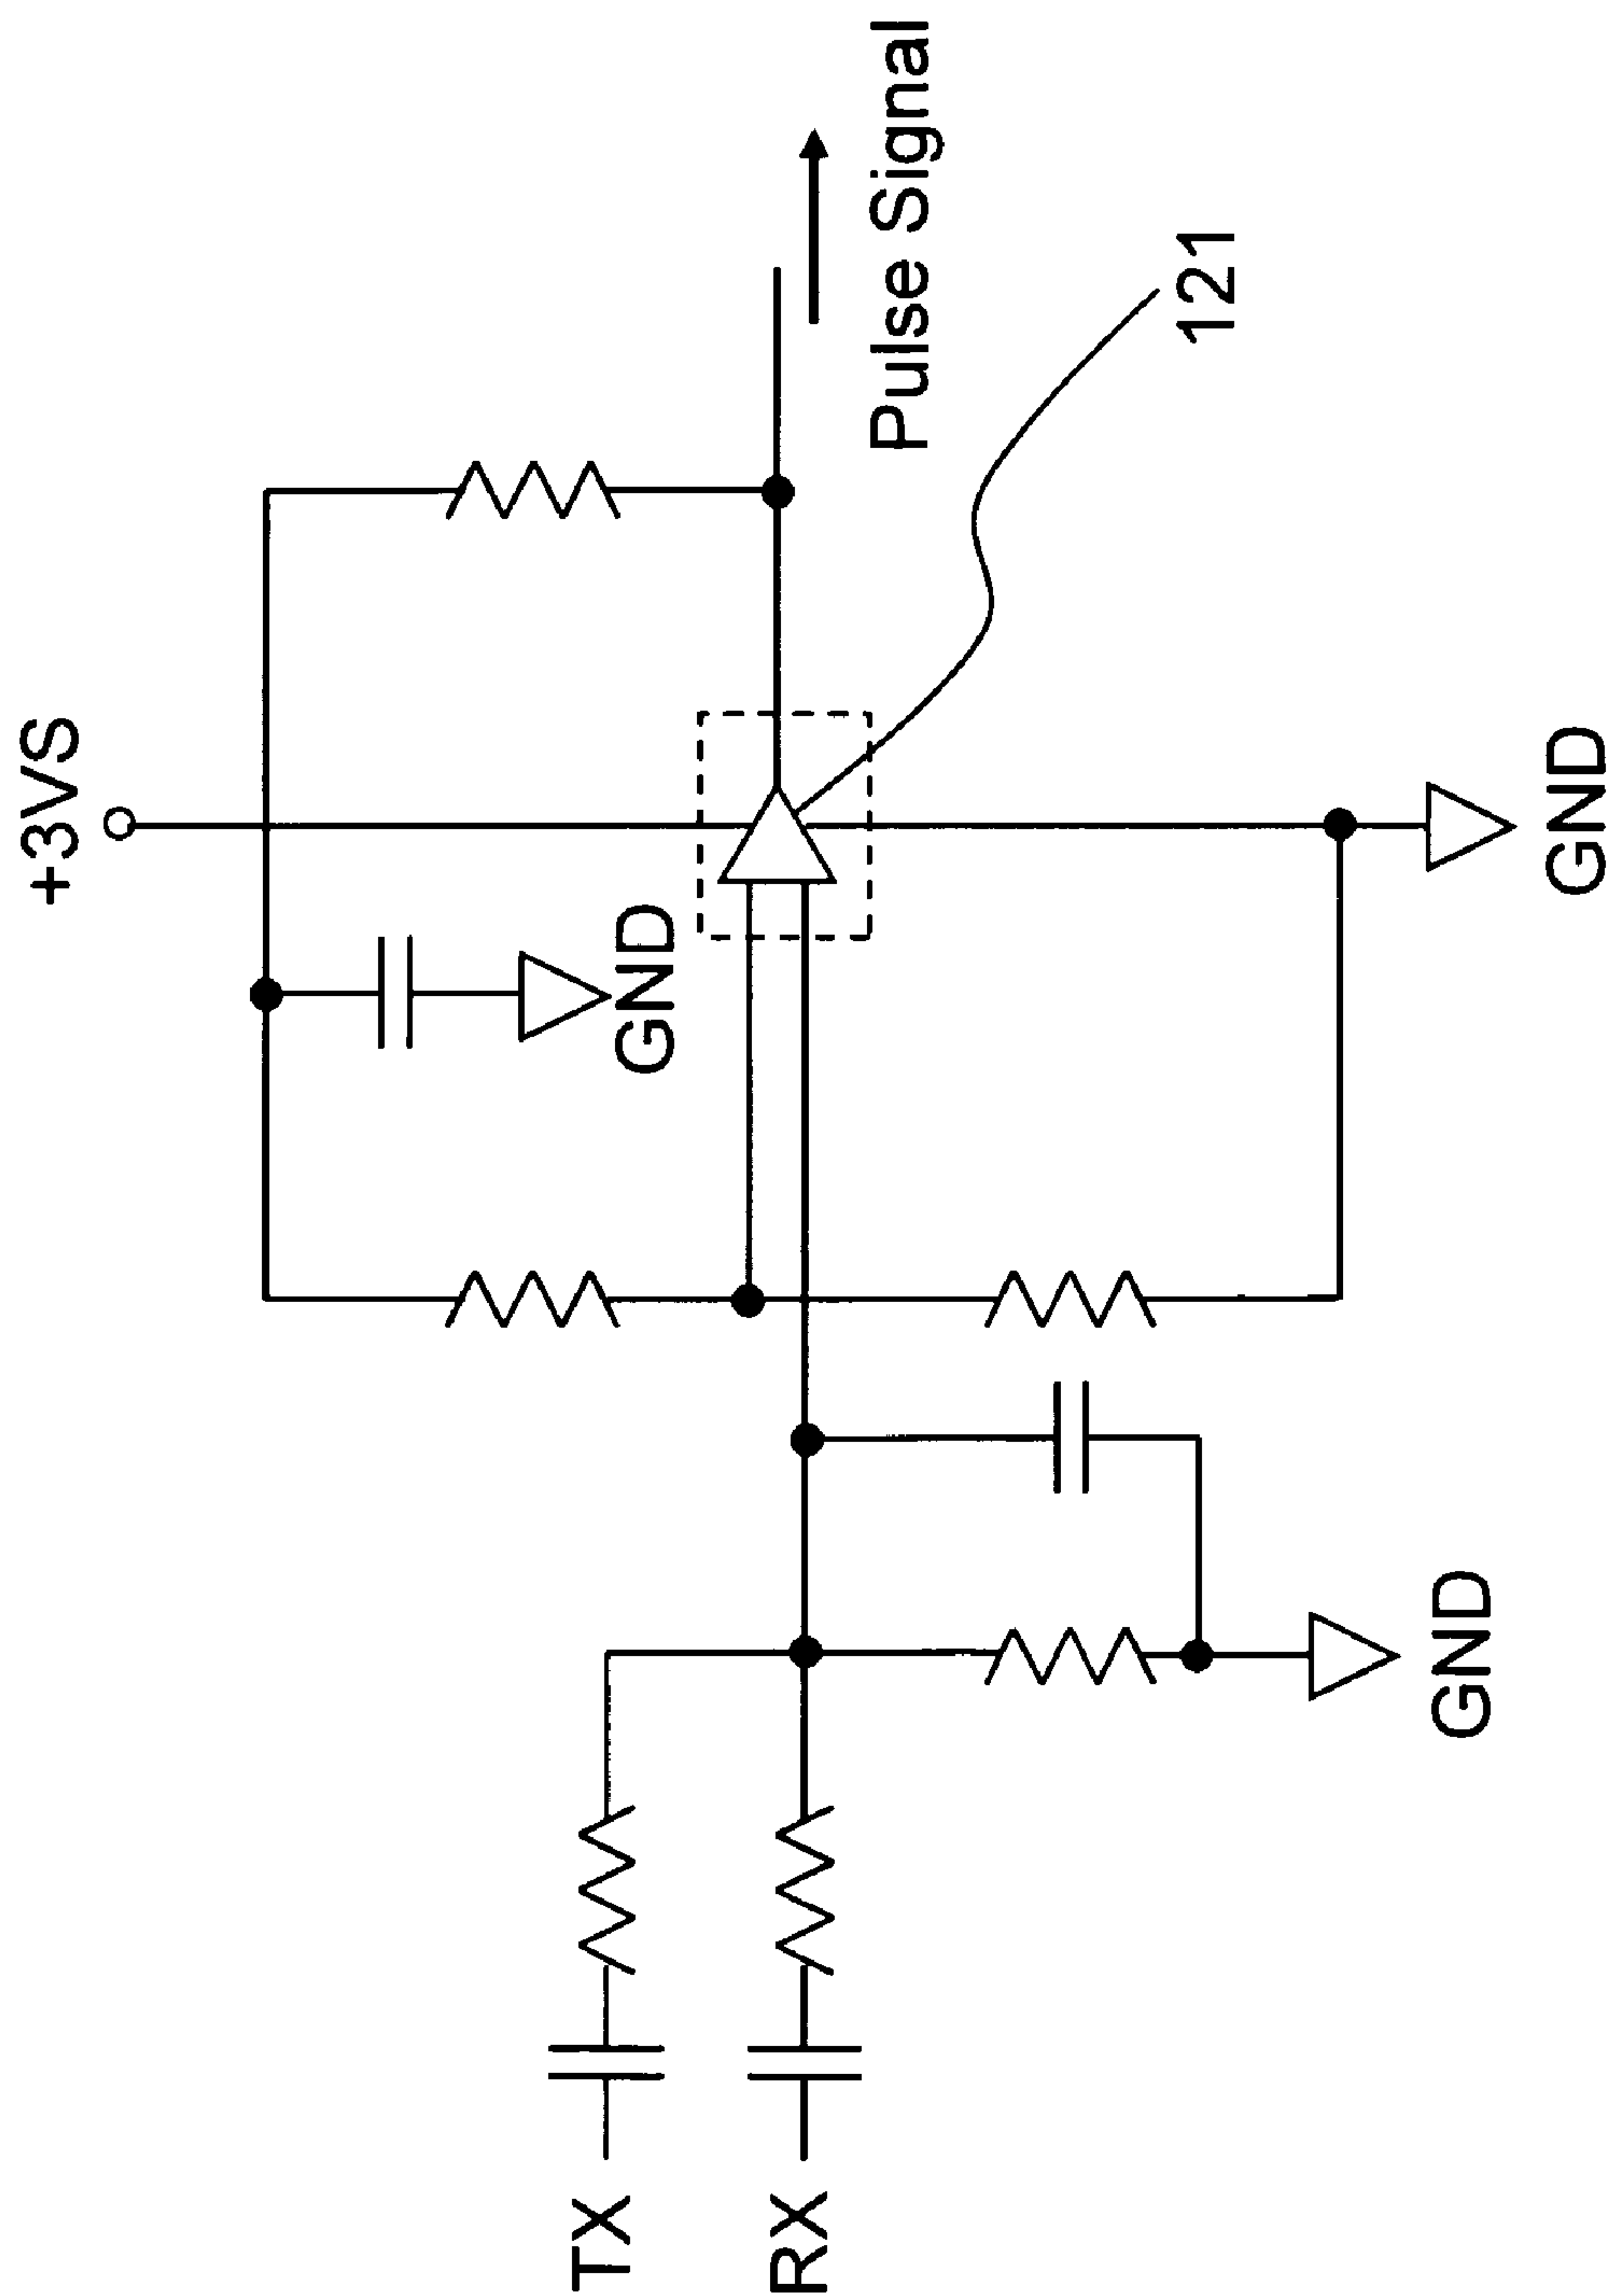 +3VS
GND
TX
RX
Pulse Signal
121
GND
GND